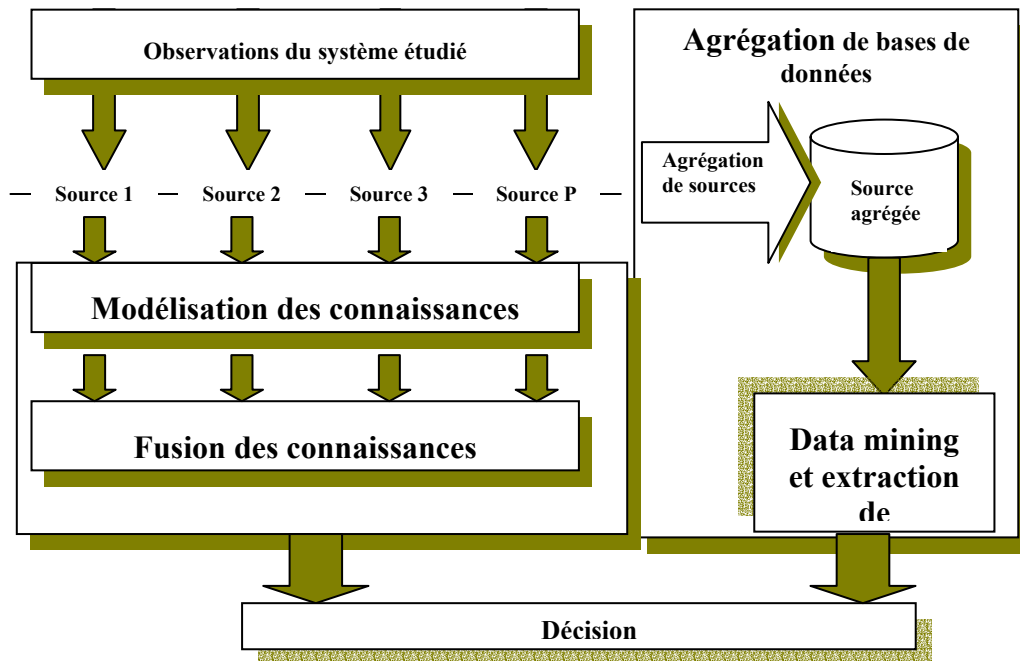 Observations du système étudié
Agrégation de bases de
données
Agrégation
de sources
Source
agrégée
Source 1
Source 2
Source 3
Source P
Modélisation des connaissances
Fusion des connaissances
Data mining
et extraction
de
Décision